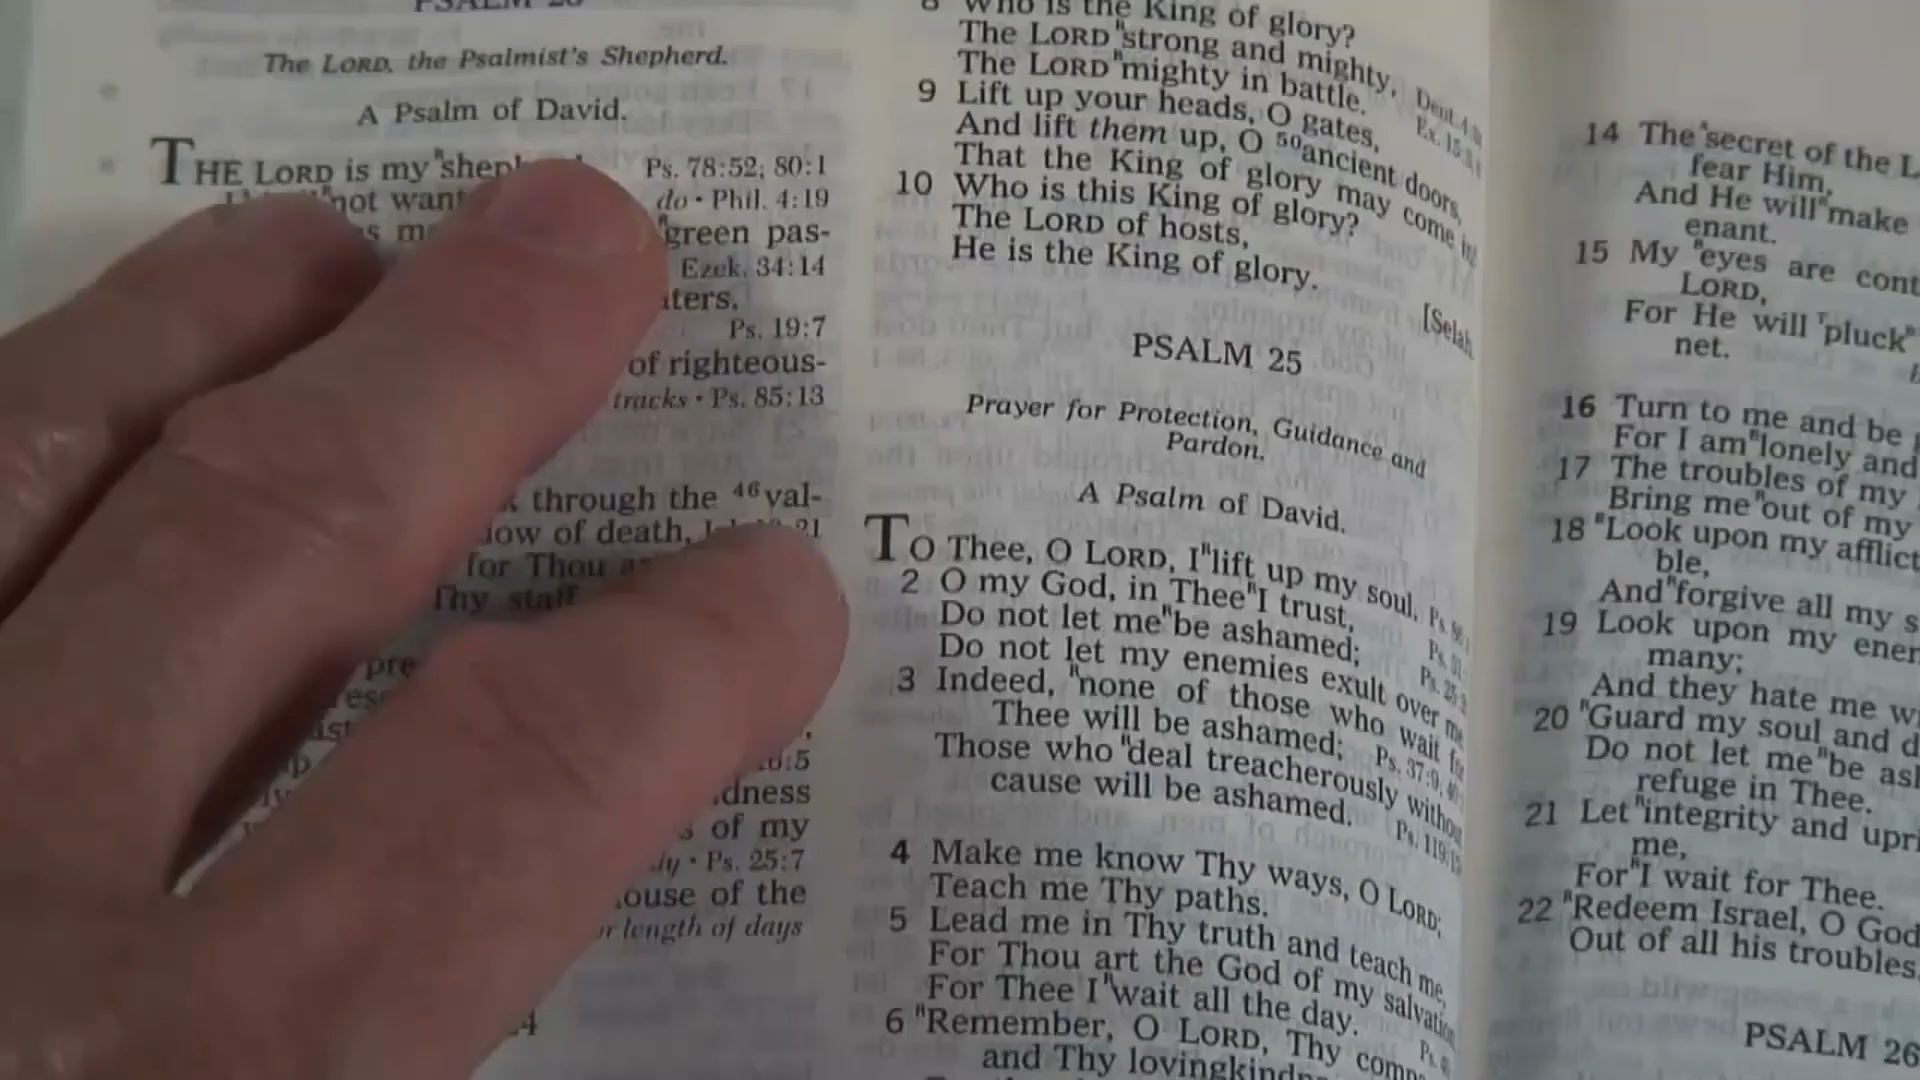 The LORD, the Psalmist's Shepherd.
A Psalm of David.
THE LORD is my "shep
Ps. 78:52; 80:1
not want
do • Phil. 4:19
"green pas-
Ezek. 34:14
Ps. 19:7
of righteous-
tracks • Ps. 85:13
through the 46val-
of death,
for Thou
Thy staff
of my
Ps. 25:7
of the
length of days
8 Who is the King of glory?
The LORD "strong and mighty,
The LORD "mighty in battle.
9 Lift up your heads, O gates,
And lift them up, O 50ancient doors,
That the King of glory may come in!
10 Who is this King of glory?
The LORD of hosts,
He is the King of glory.
[Selah
PSALM 25
Prayer for Protection, Guidance and
Pardon.
A Psalm of David.
TO Thee, O LORD, I "lift up my soul.
2 O my God, in Thee "I trust,
Do not let me "be ashamed;
Do not let my enemies exult over me
3 Indeed, "none of those who wait for
Thee will be ashamed;
Ps. 37:9
Those who "deal treacherously without
cause will be ashamed.
4 Make me know Thy ways, O LORD;
Teach me Thy paths.
5 Lead me in Thy truth and teach me,
For Thou art the God of my salvation
For Thee I "wait all the day.
6 "Remember, O LORD, Thy
and Thy
14 The "secret of the
fear Him,
And He will "make
enant.
15 My "eyes are
LORD,
For He will "pluck"
net.
16 Turn to me and be
For I am "lonely and
17 The troubles of my
Bring me "out of my
18 "Look upon my
ble,
And "forgive all my
19 Look upon my
many;
And they hate me
20 "Guard my soul and
Do not let me "be
refuge in Thee.
21 Let "integrity and
me,
For "I wait for Thee.
22 "Redeem Israel, O God
Out of all his troubles.
PSALM 26